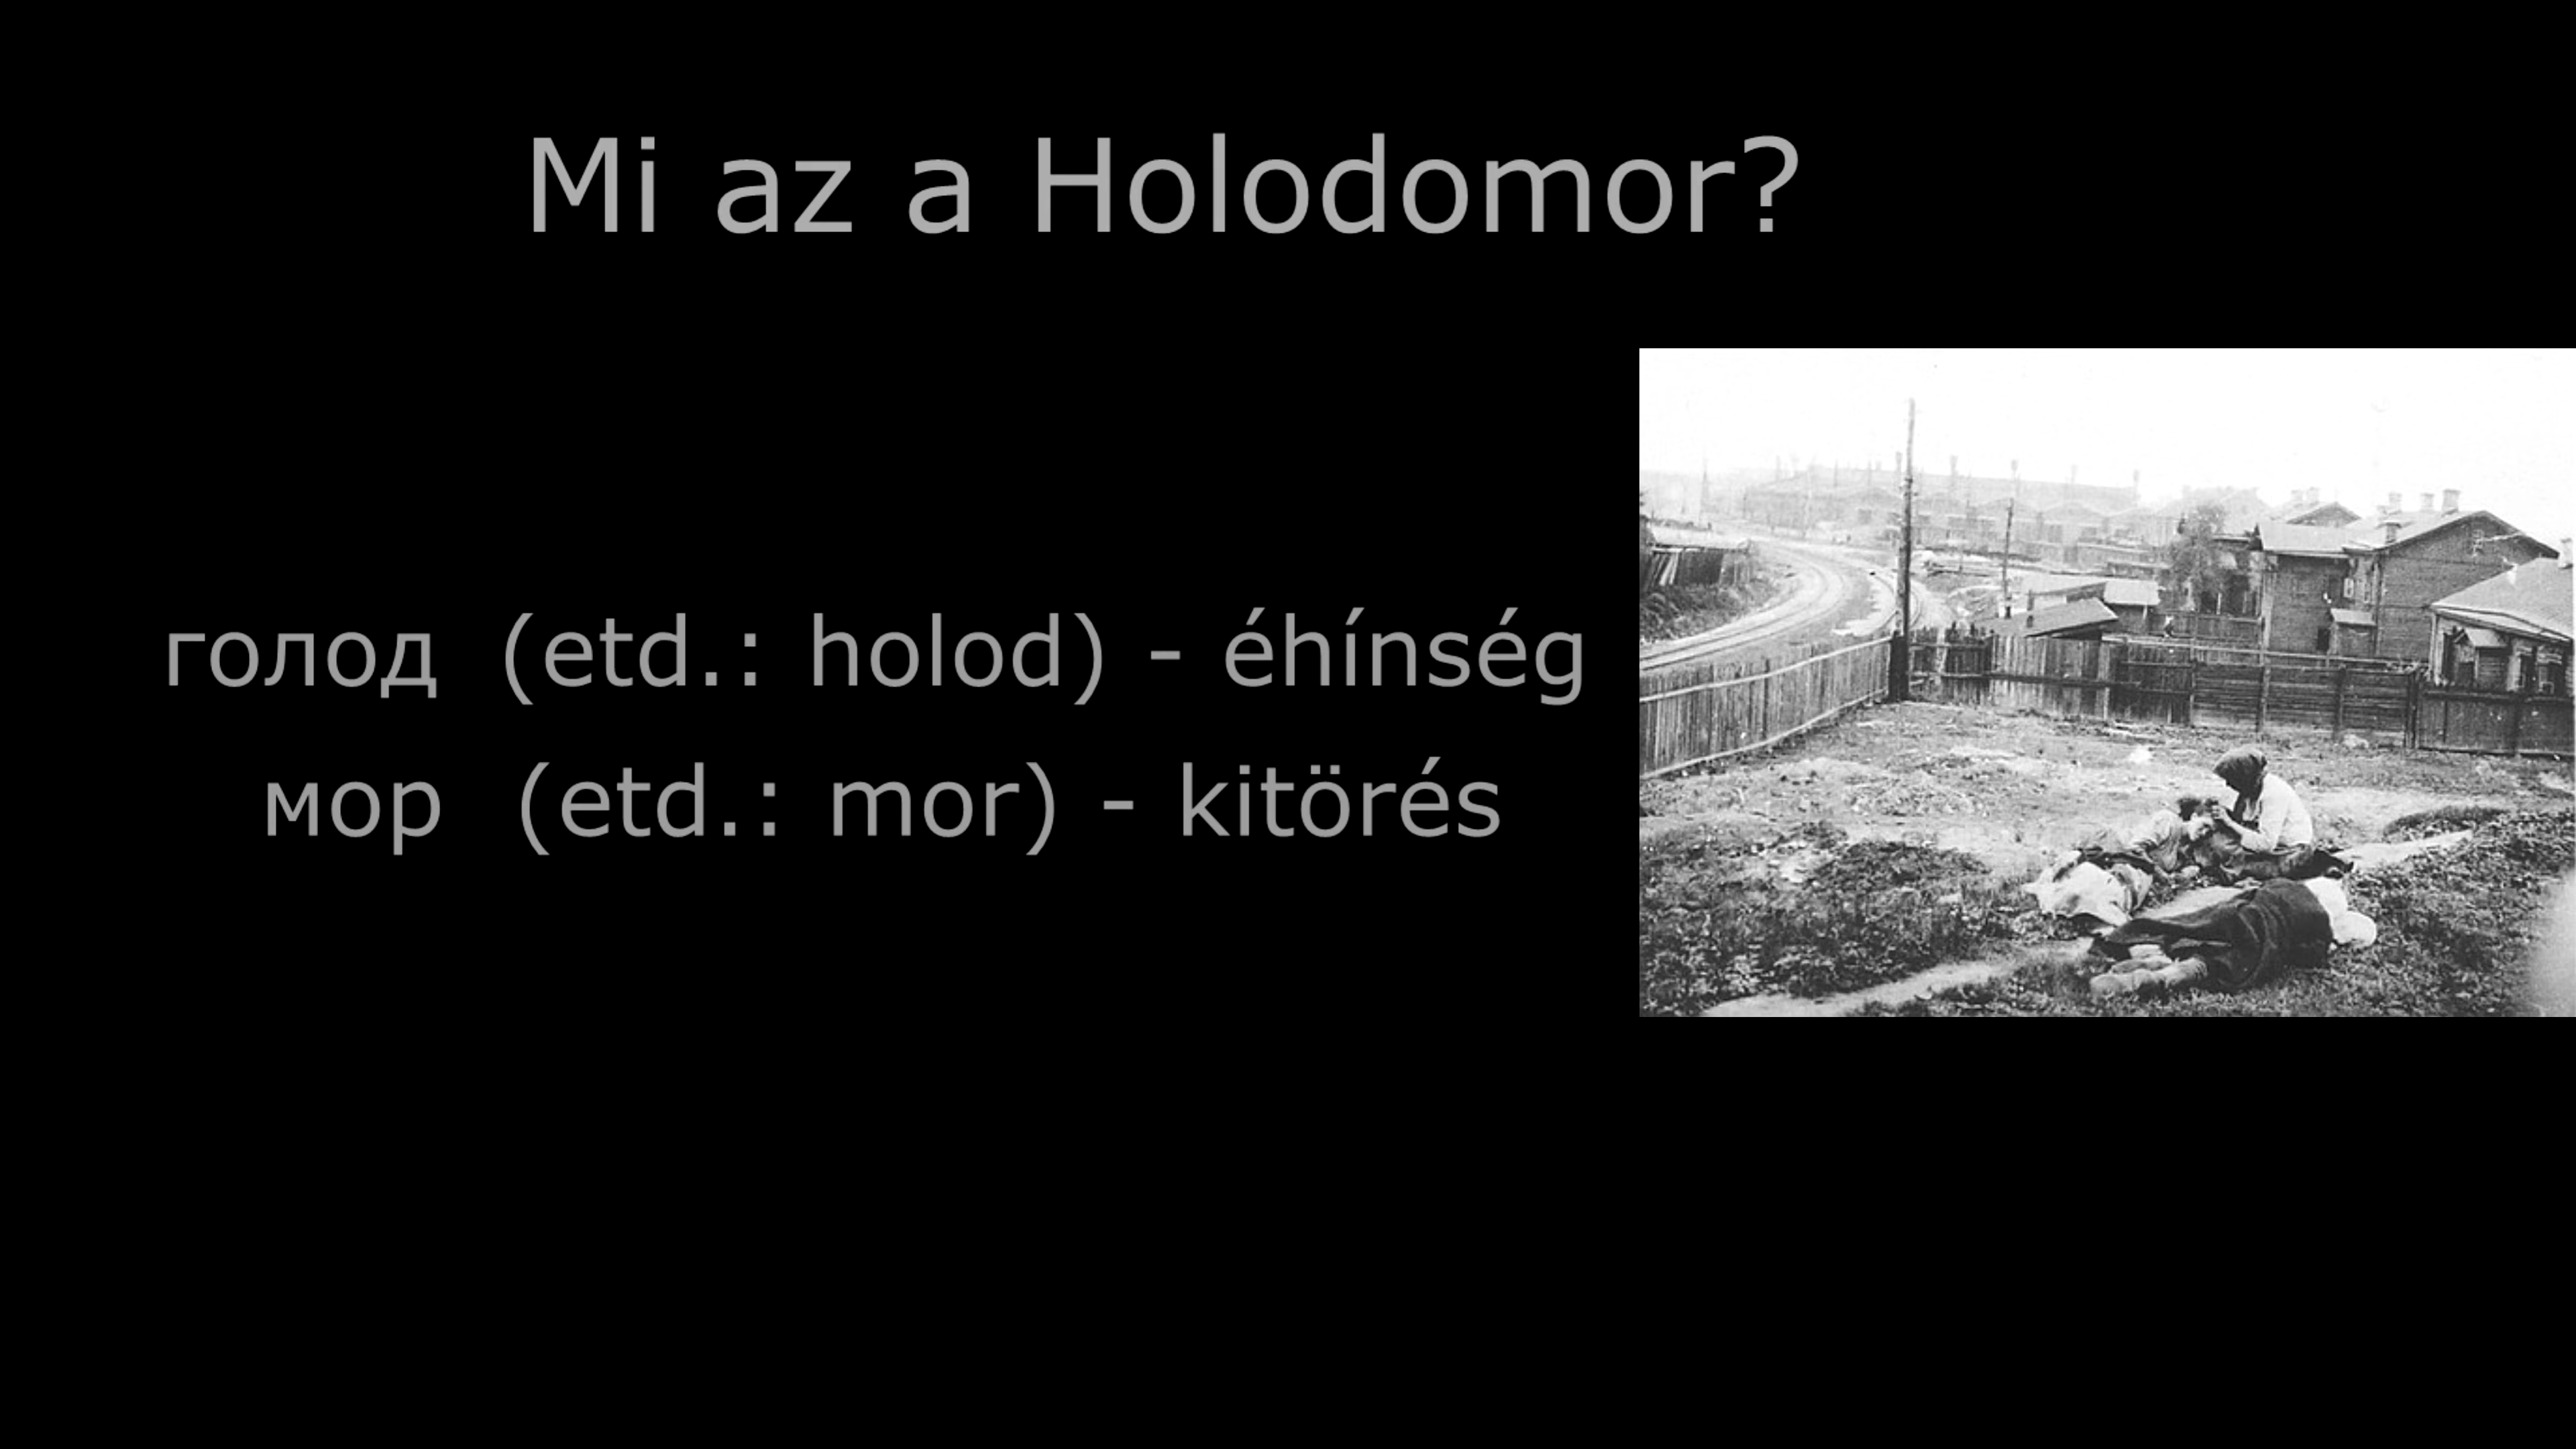 Mi az a Holodomor?
голод (etd.: holod) - éhínség
мор (etd.: mor) - kitörés